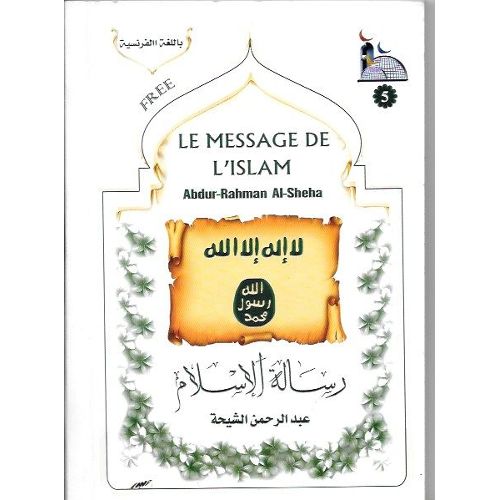 باللغة الفرنسية
5
FREE
LE MESSAGE DE
L'ISLAM
Abdur-Rahman Al-Sheha
لا إله إلا الله
الله
رسول
محمد
رسالة الإسلام
عبد الرحمن الشيحة